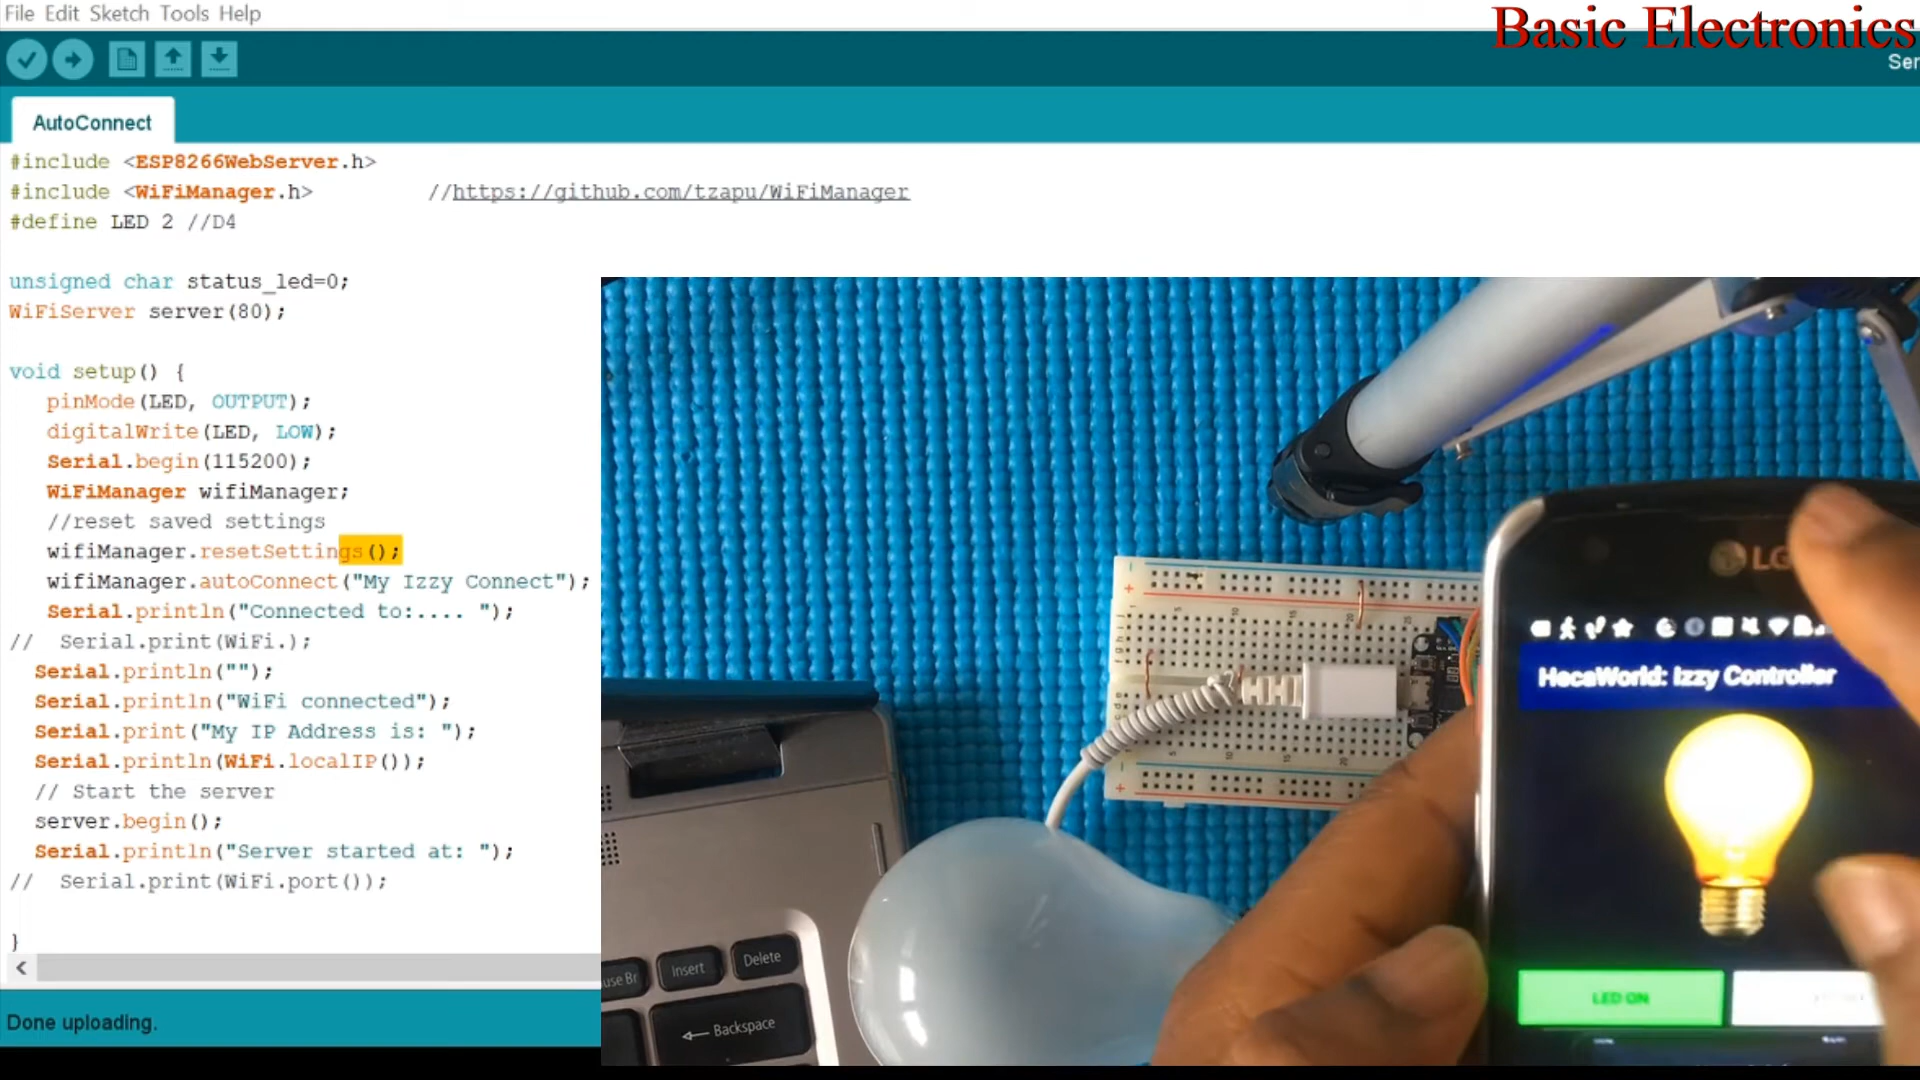 File Edit Sketch Tools Help
Basic Electronics
Ser
AutoConnect
#include <ESP8266WebServer.h>
#include <WiFiManager.h> //https://github.com/tzapu/WiFiManager
#define LED 2 //D4
unsigned char status_led=0;
WiFiServer server(80);
void setup() {
pinMode(LED, OUTPUT);
digitalWrite(LED, LOW);
Serial.begin(115200);
WiFiManager wifiManager;
//reset saved settings
wifiManager.resetSettings();
wifiManager.autoConnect("My Izzy Connect");
Serial.println("Connected to:.... ");
// Serial.print(WiFi.);
Serial.println("");
Serial.println("WiFi connected");
Serial.print("My IP Address is: ");
Serial.println(WiFi.localIP());
// Start the server
server.begin();
Serial.println("Server started at: ");
// Serial.print(WiFi.port());
}
Done uploading.
LG
HecaWorld: Izzy Controller
LED ON
use Br
Insert
Delete
Backspace